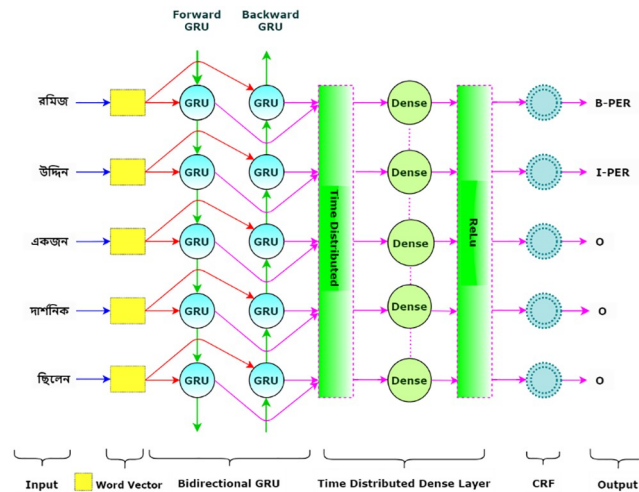 Forward Backward
GRU GRU
রমিজ GRU GRU Dense B-PER
উদ্দিন GRU GRU Dense I-PER
একজন GRU GRU Dense O
দার্শনিক GRU GRU Dense O
ছিলেন GRU GRU Dense O
Time Distributed
ReLu
Input Word Vector Bidirectional GRU Time Distributed Dense Layer CRF Output